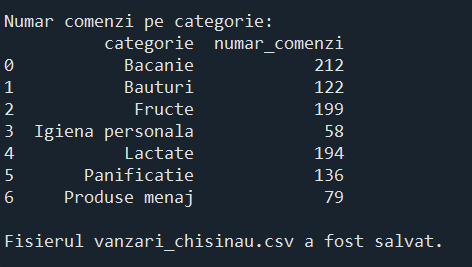 Numar comenzi pe categorie:
categorie numar_comenzi
0 Bacanie 212
1 Bauturi 122
2 Fructe 199
3 Igiena personala 58
4 Lactate 194
5 Panificatie 136
6 Produse menaj 79
Fisierul vanzari_chisinau.csv a fost salvat.